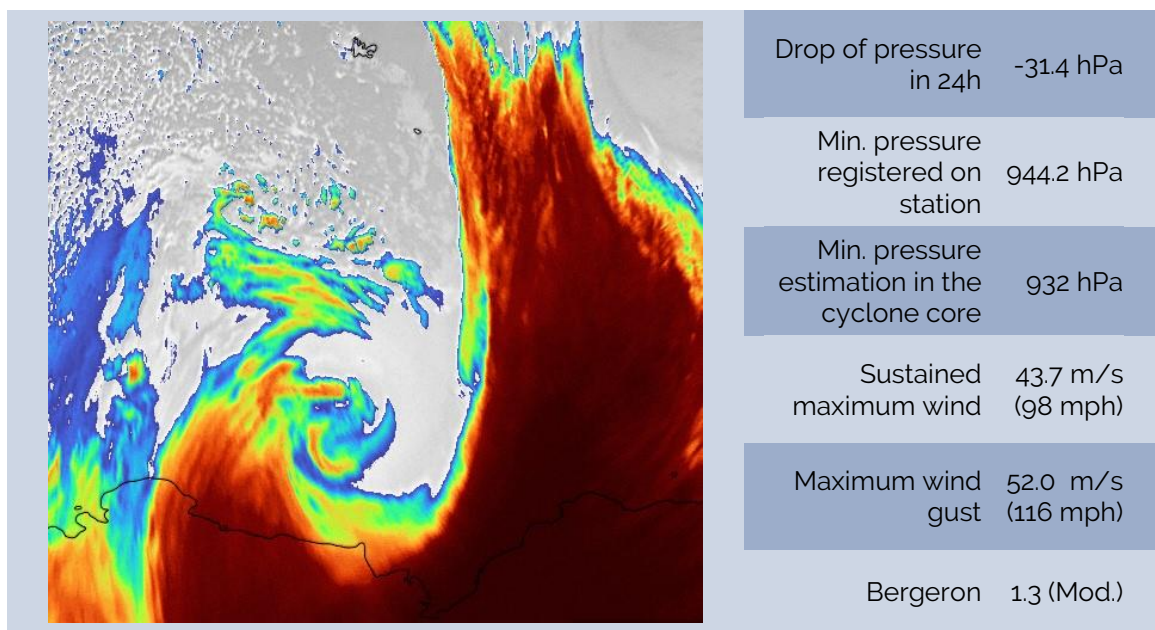 Drop of pressure
in 24h
-31.4 hPa
Min. pressure
registered on
station
944.2 hPa
Min. pressure
estimation in the
cyclone core
932 hPa
Sustained
maximum wind
43.7 m/s
(98 mph)
Maximum wind
gust
52.0 m/s
(116 mph)
Bergeron
1.3 (Mod.)